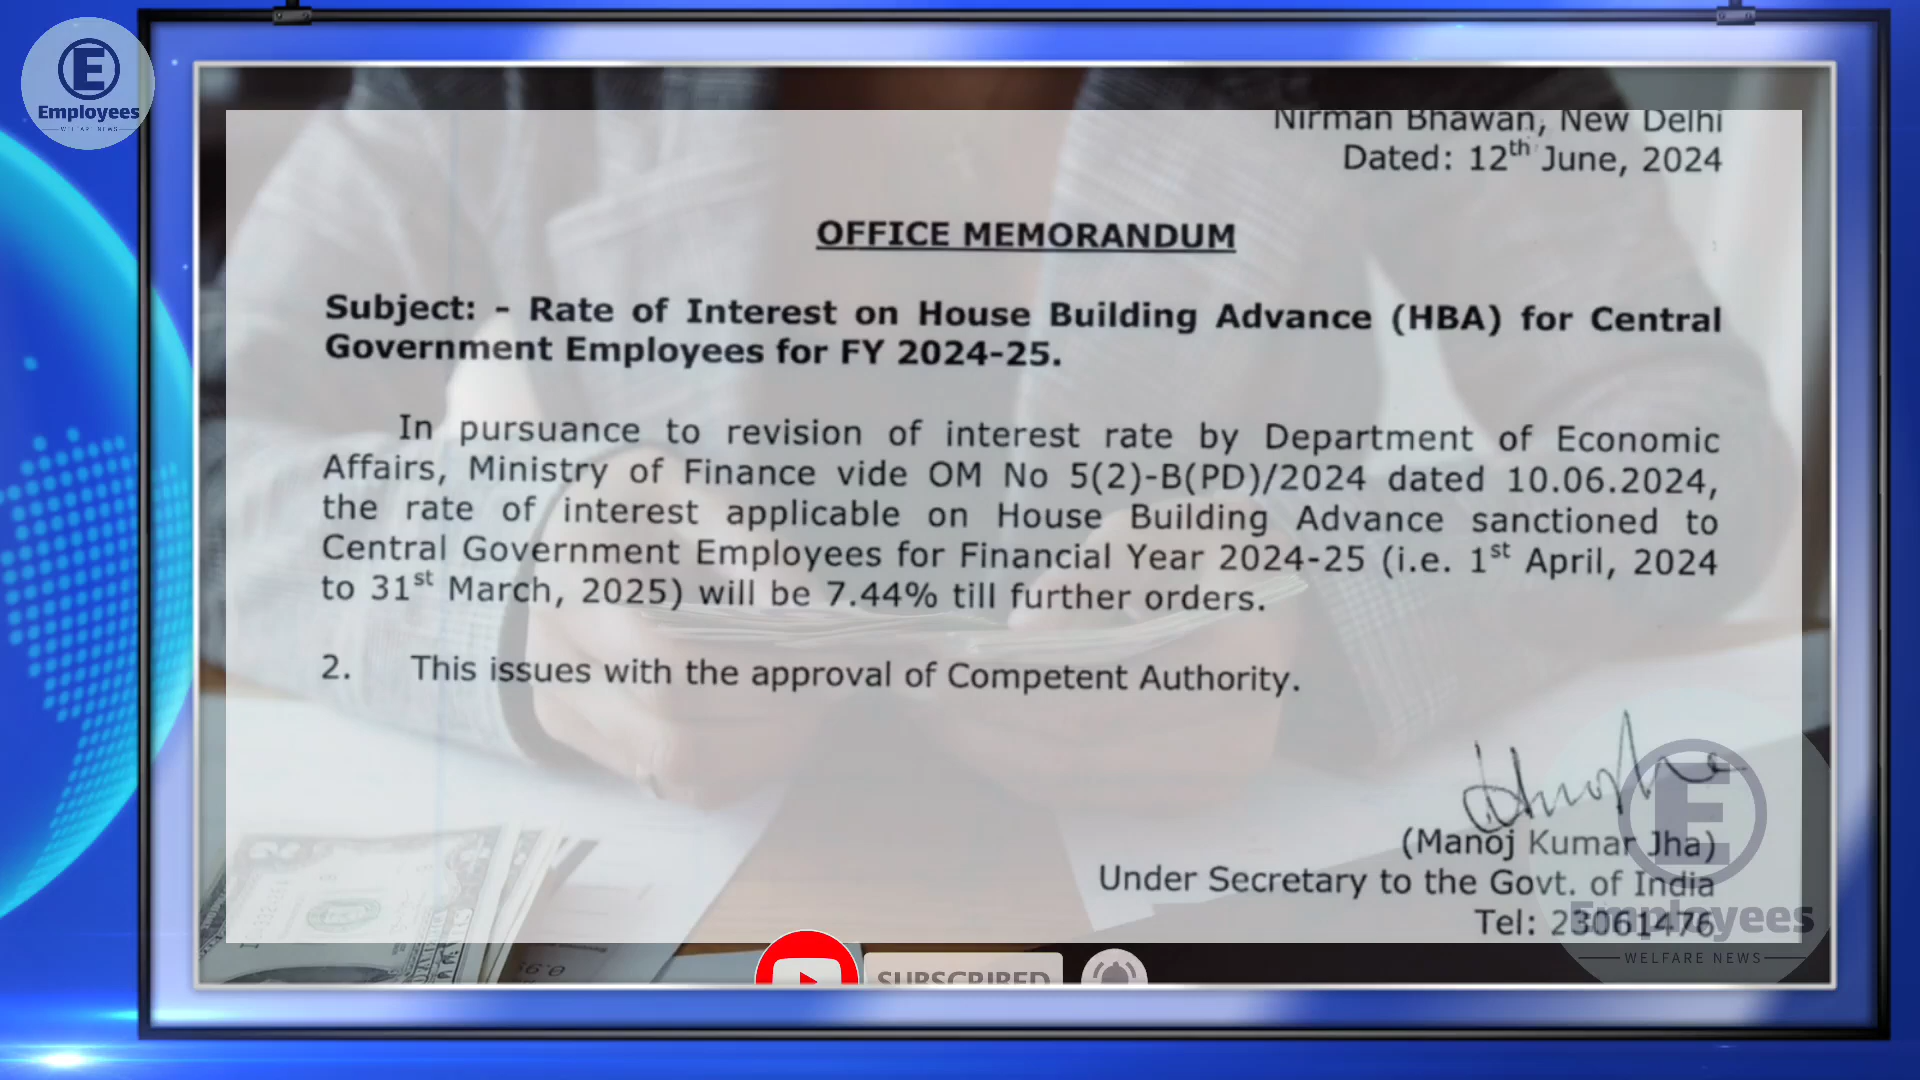 E
Employees
WELFARE NEWS
Nirman Bhawan, New Delhi
Dated: 12th June, 2024
OFFICE MEMORANDUM
Subject: - Rate of Interest on House Building Advance (HBA) for Central
Government Employees for FY 2024-25.
In pursuance to revision of interest rate by Department of Economic
Affairs, Ministry of Finance vide OM No 5(2)-B(PD)/2024 dated 10.06.2024,
the rate of interest applicable on House Building Advance sanctioned to
Central Government Employees for Financial Year 2024-25 (i.e. 1st April, 2024
to 31st March, 2025) will be 7.44% till further orders.
2. This issues with the approval of Competent Authority.
(Manoj Kumar Jha)
Under Secretary to the Govt. of India
Tel: 23061476
E
Employees
WELFARE NEWS
SUBSCRIBED